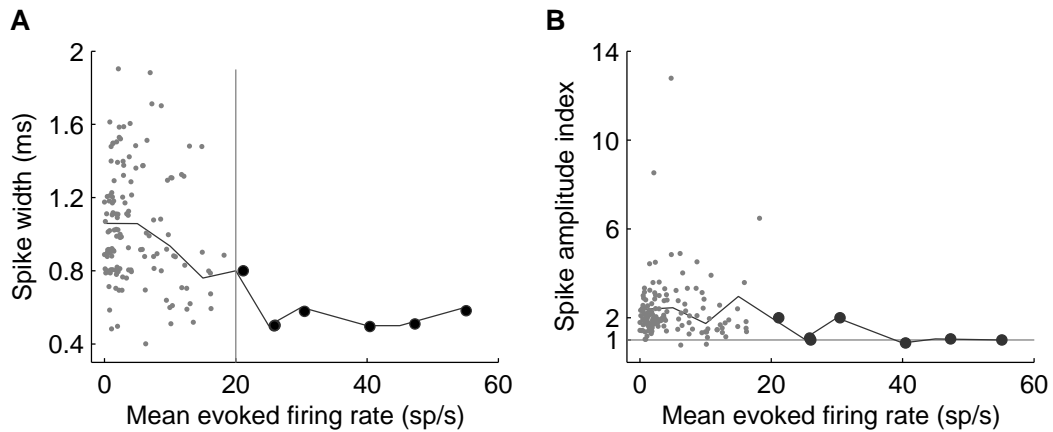 A
Spike width (ms)
2
1.6
1.2
0.8
0.4
0 20 40 60
Mean evoked firing rate (sp/s)
B
Spike amplitude index
14
10
6
2
1
0 20 40 60
Mean evoked firing rate (sp/s)